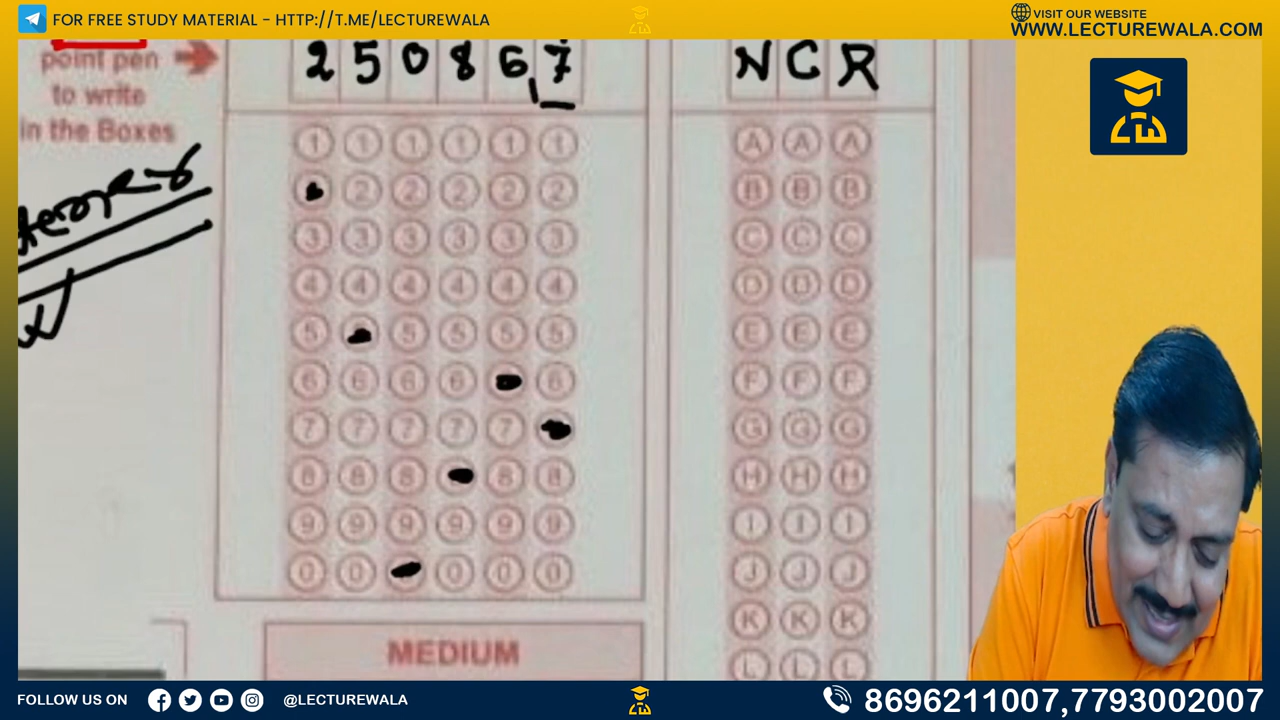 FOR FREE STUDY MATERIAL - HTTP://T.ME/LECTUREWALA
VISIT OUR WEBSITE
WWW.LECTUREWALA.COM
point pen
to write
in the Boxes
2 5 0 8 6 7
N C R
1 1 1 1 1 1
2 2 2 2 2
3 3 3 3 3 3
4 4 4 4 4 4
5 5 5 5 5
6 6 6 6 6
7 7 7 7 7
8 8 8 8 8
9 9 9 9 9 9
0 0 0 0 0
A A A
B B B
C C C
D D D
E E E
F F F
G G G
H H H
I I I
J J J
K K K
L L L
MEDIUM
FOLLOW US ON
@LECTUREWALA
8696211007,7793002007